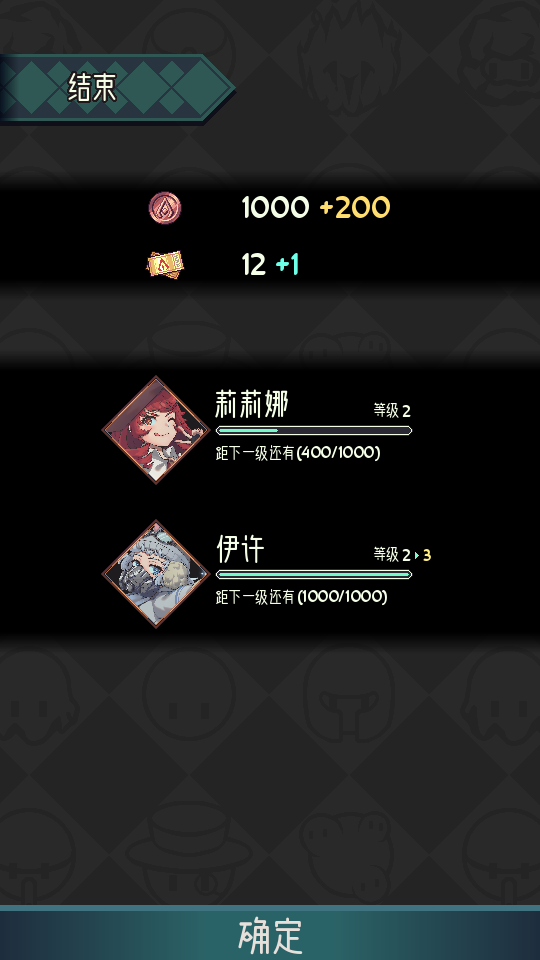 结束
1000 +200
12 +1
莉莉娜 等级 2
距下一级还有(400/1000)
伊许 等级 2 3
距下一级还有(1000/1000)
确定